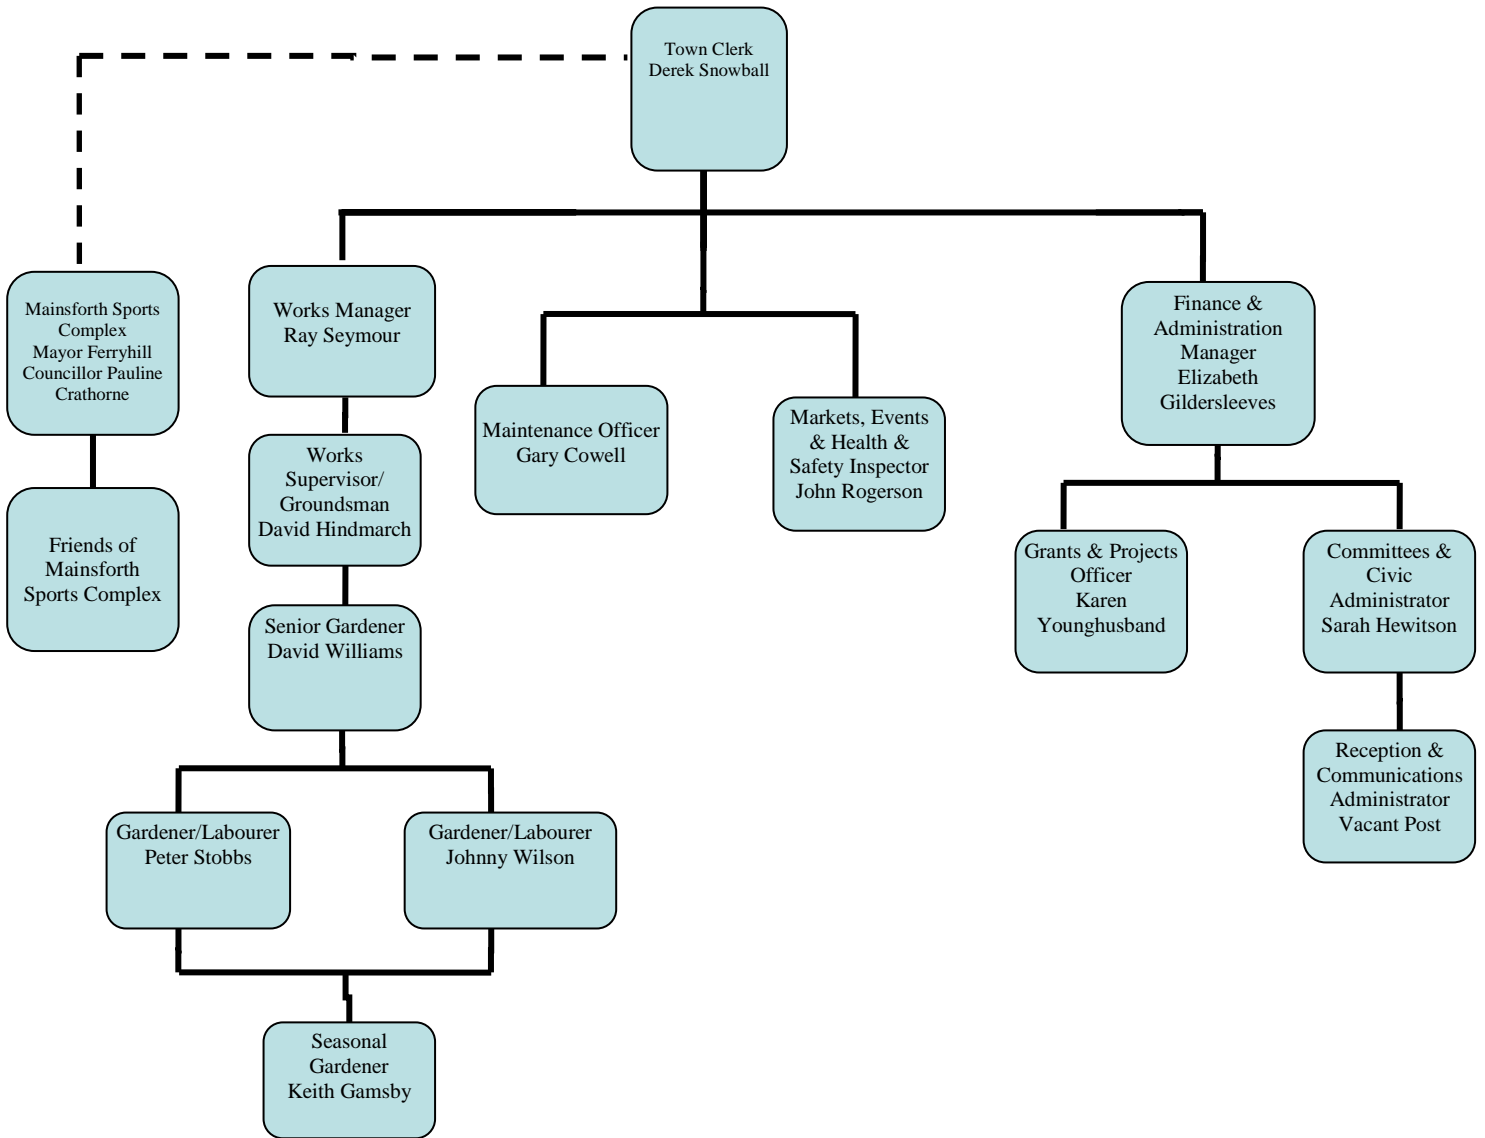 Town Clerk
Derek Snowball
Mainsforth Sports
Complex
Mayor Ferryhill
Councillor Pauline
Crathorne
Friends of
Mainsforth
Sports Complex
Works Manager
Ray Seymour
Works
Supervisor/
Groundsman
David Hindmarch
Senior Gardener
David Williams
Gardener/Labourer
Peter Stobbs
Gardener/Labourer
Johnny Wilson
Seasonal
Gardener
Keith Gamsby
Maintenance Officer
Gary Cowell
Markets, Events
& Health &
Safety Inspector
John Rogerson
Finance &
Administration
Manager
Elizabeth
Gildersleeves
Grants & Projects
Officer
Karen
Younghusband
Committees &
Civic
Administrator
Sarah Hewitson
Reception &
Communications
Administrator
Vacant Post